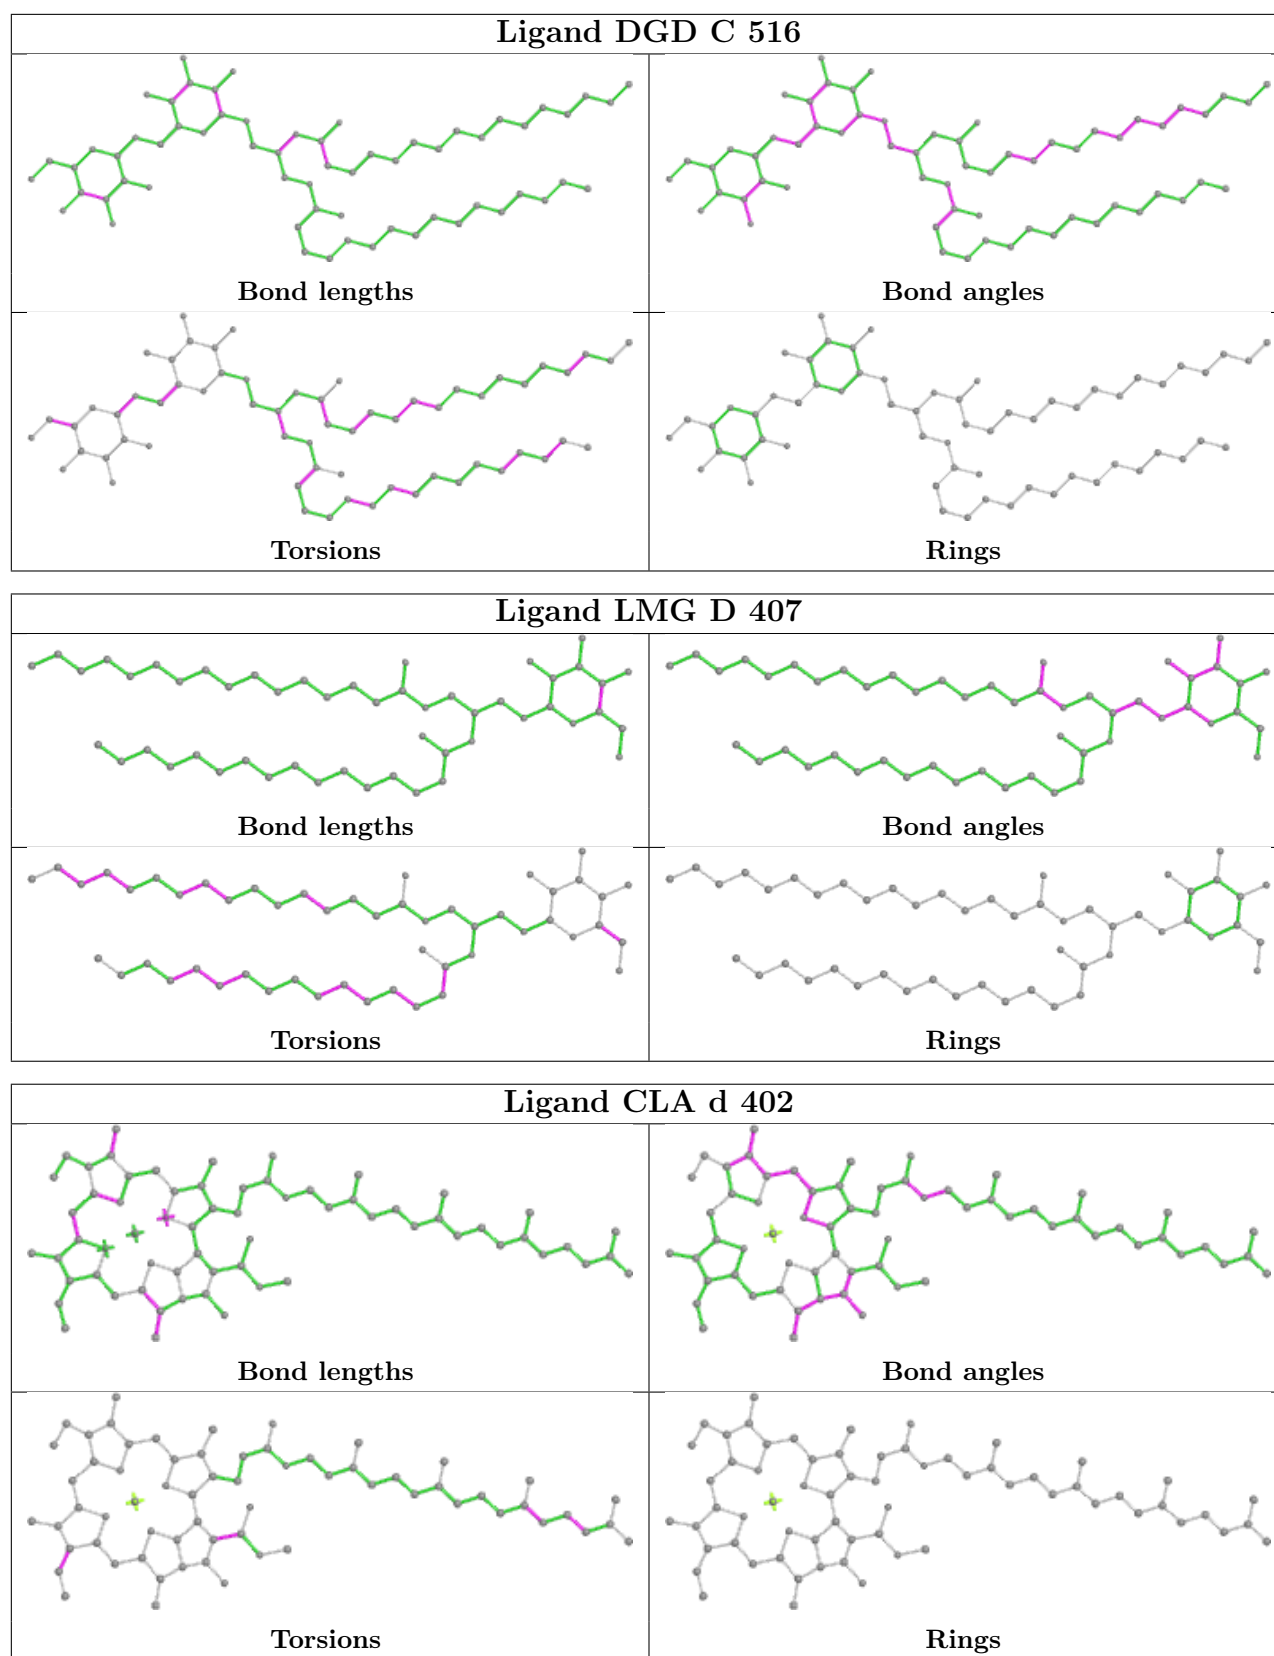 Ligand DGD C 516
Bond lengths
Bond angles
Torsions
Rings
Ligand LMG D 407
Bond lengths
Bond angles
Torsions
Rings
Ligand CLA d 402
Bond lengths
Bond angles
Torsions
Rings